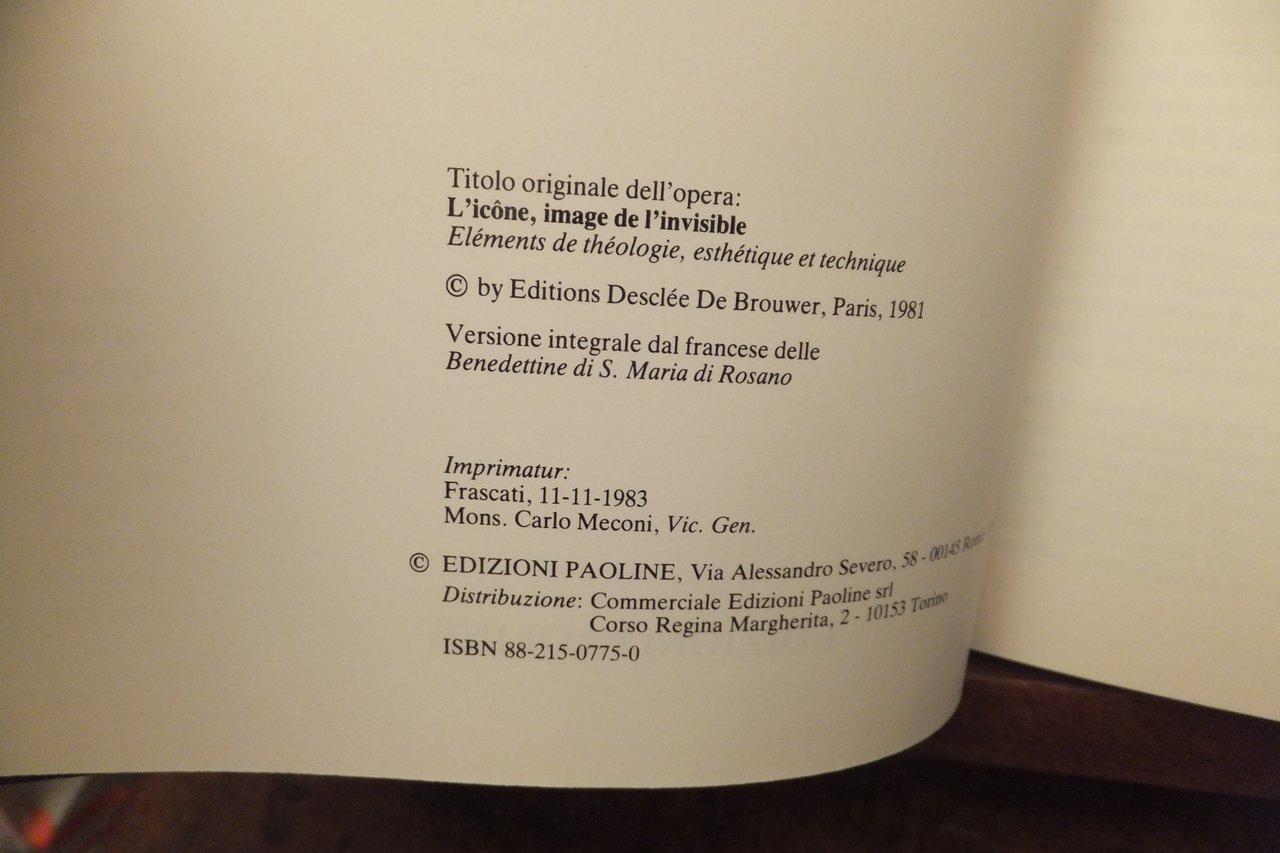 Titolo originale dell'opera:
L'icône, image de l'invisible
Eléments de théologie, esthétique et technique
© by Editions Desclée De Brouwer, Paris, 1981
Versione integrale dal francese delle
Benedettine di S. Maria di Rosano
Imprimatur:
Frascati, 11-11-1983
Mons. Carlo Meconi, Vic. Gen.
© EDIZIONI PAOLINE, Via Alessandro Severo, 58 - 00145 Roma
Distribuzione: Commerciale Edizioni Paoline srl
Corso Regina Margherita, 2 - 10153 Torino
ISBN 88-215-0775-0